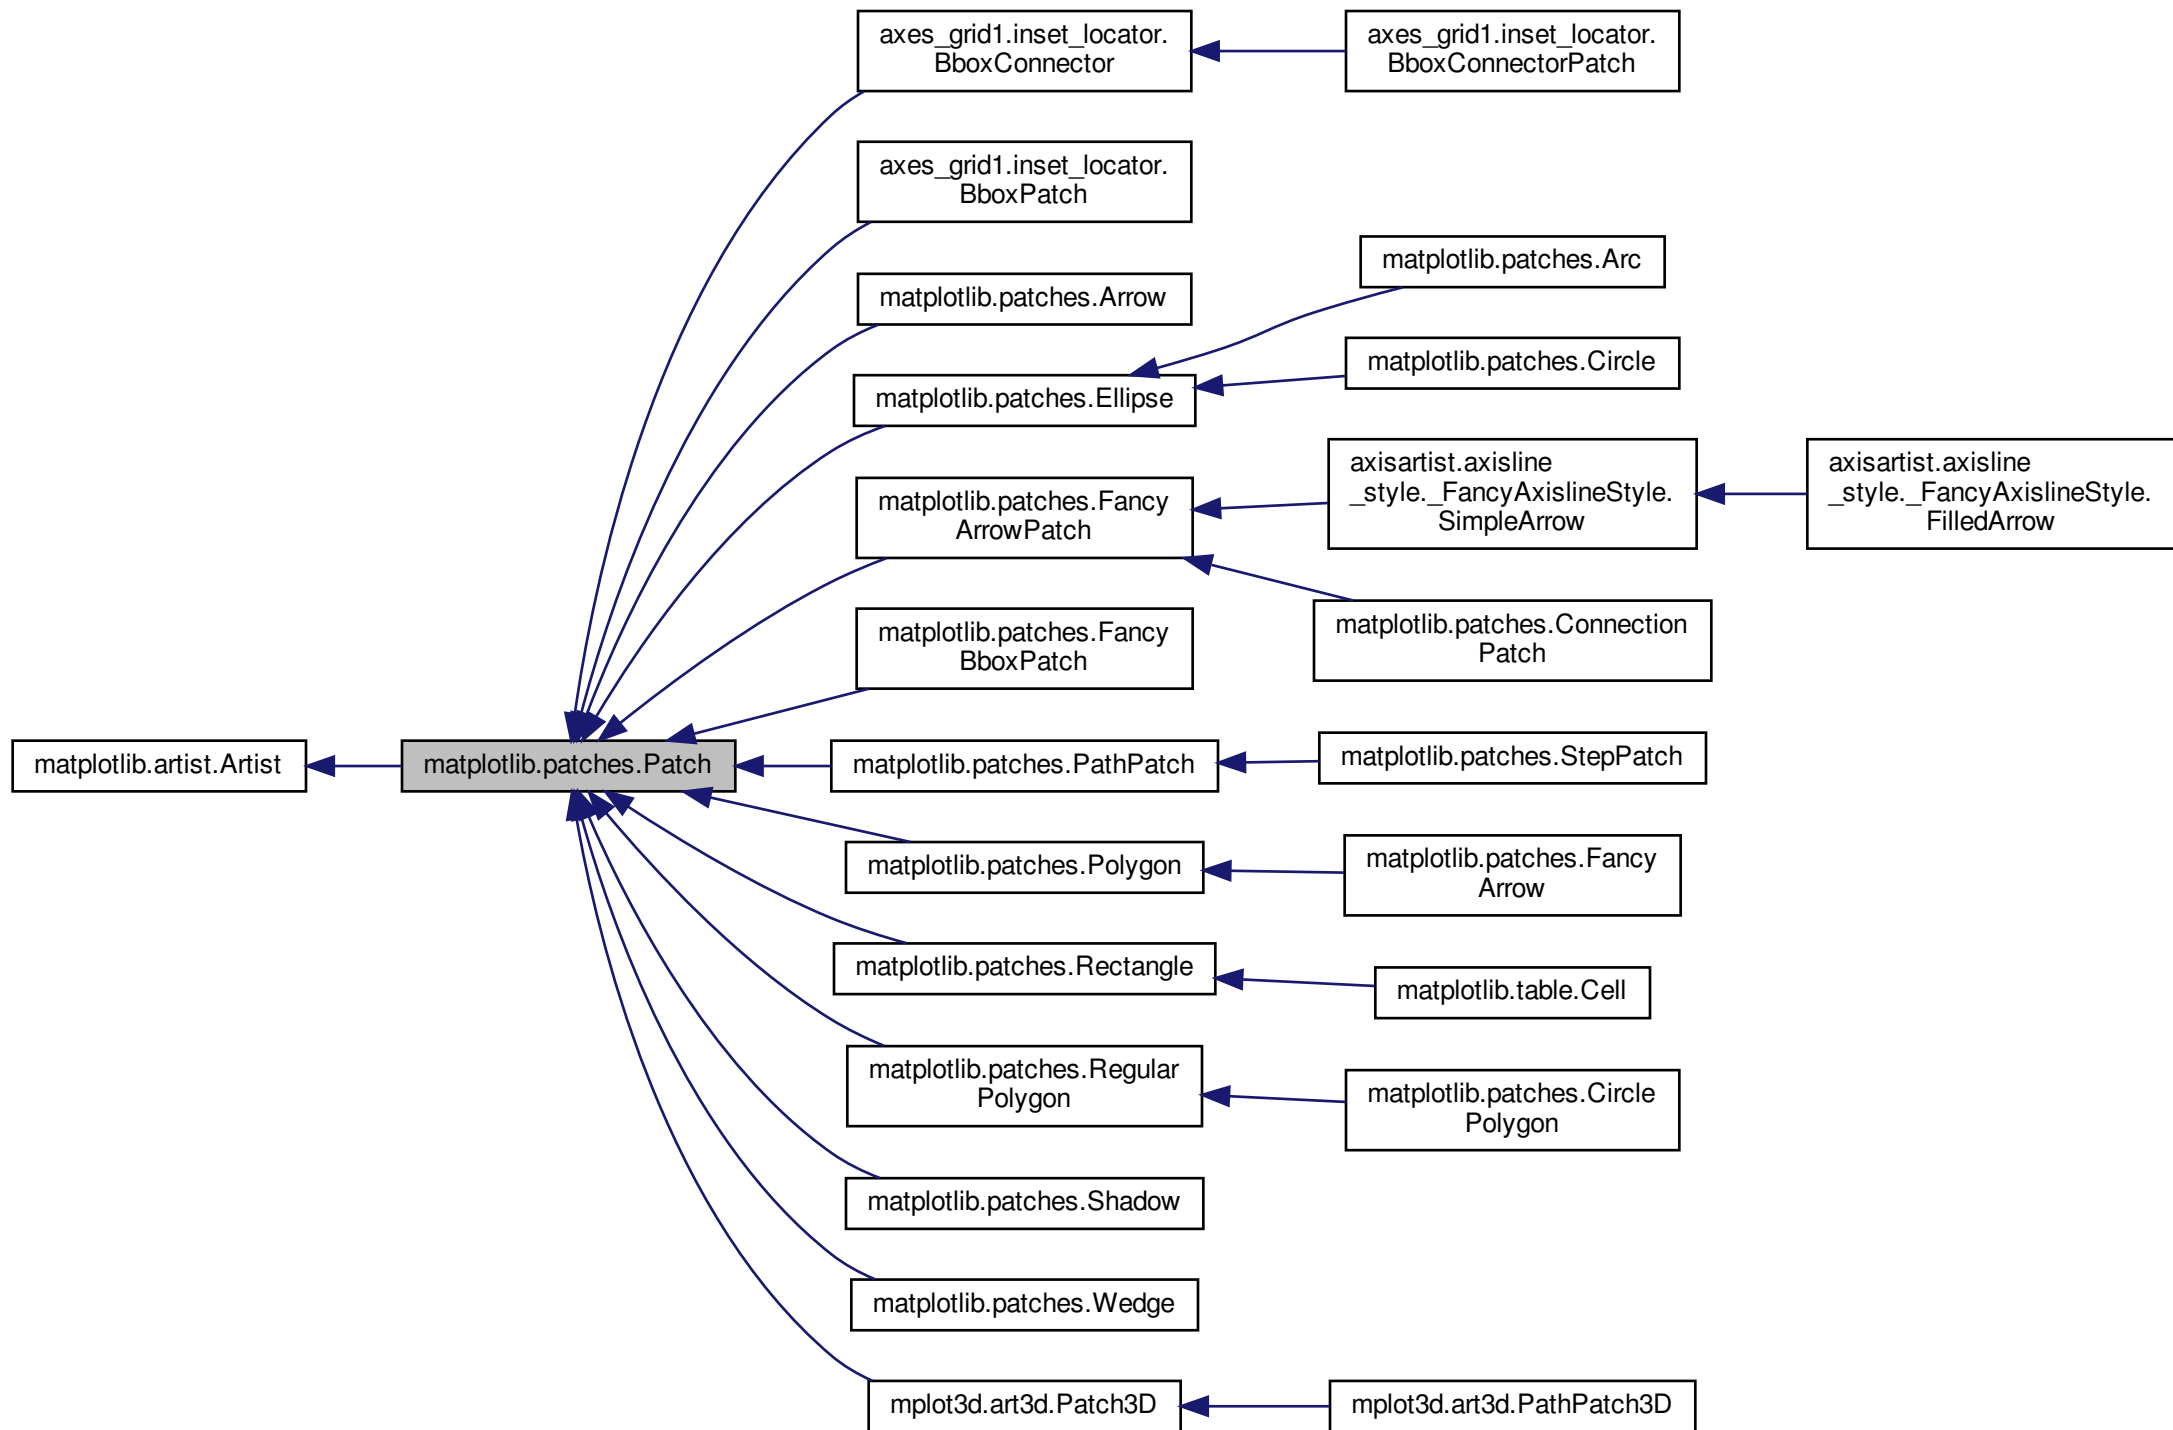 axes_grid1.inset_locator.
BboxConnector
axes_grid1.inset_locator.
BboxConnectorPatch
axes_grid1.inset_locator.
BboxPatch
matplotlib.patches.Arrow
matplotlib.patches.Arc
matplotlib.patches.Ellipse
matplotlib.patches.Circle
matplotlib.patches.Fancy
ArrowPatch
axisartist.axisline
_style._FancyAxislineStyle.
SimpleArrow
axisartist.axisline
_style._FancyAxislineStyle.
FilledArrow
matplotlib.patches.Connection
Patch
matplotlib.patches.Fancy
BboxPatch
matplotlib.artist.Artist
matplotlib.patches.Patch
matplotlib.patches.PathPatch
matplotlib.patches.StepPatch
matplotlib.patches.Polygon
matplotlib.patches.Fancy
Arrow
matplotlib.patches.Rectangle
matplotlib.table.Cell
matplotlib.patches.Regular
Polygon
matplotlib.patches.Circle
Polygon
matplotlib.patches.Shadow
matplotlib.patches.Wedge
mplot3d.art3d.Patch3D
mplot3d.art3d.PathPatch3D